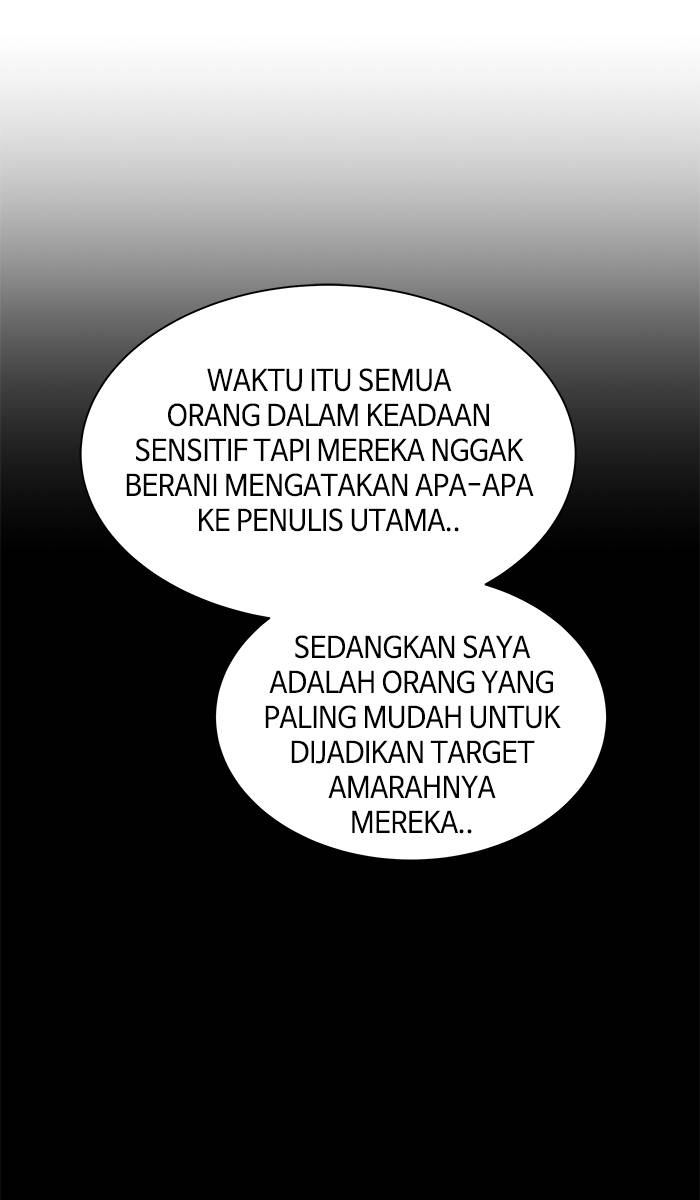 WAKTU ITU SEMUA
ORANG DALAM KEADAAN
SENSITIF TAPI MEREKA NGGAK
BERANI MENGATAKAN APA-APA
KE PENULIS UTAMA..
SEDANGKAN SAYA
ADALAH ORANG YANG
PALING MUDAH UNTUK
DIJADIKAN TARGET
AMARAHNYA
MEREKA..